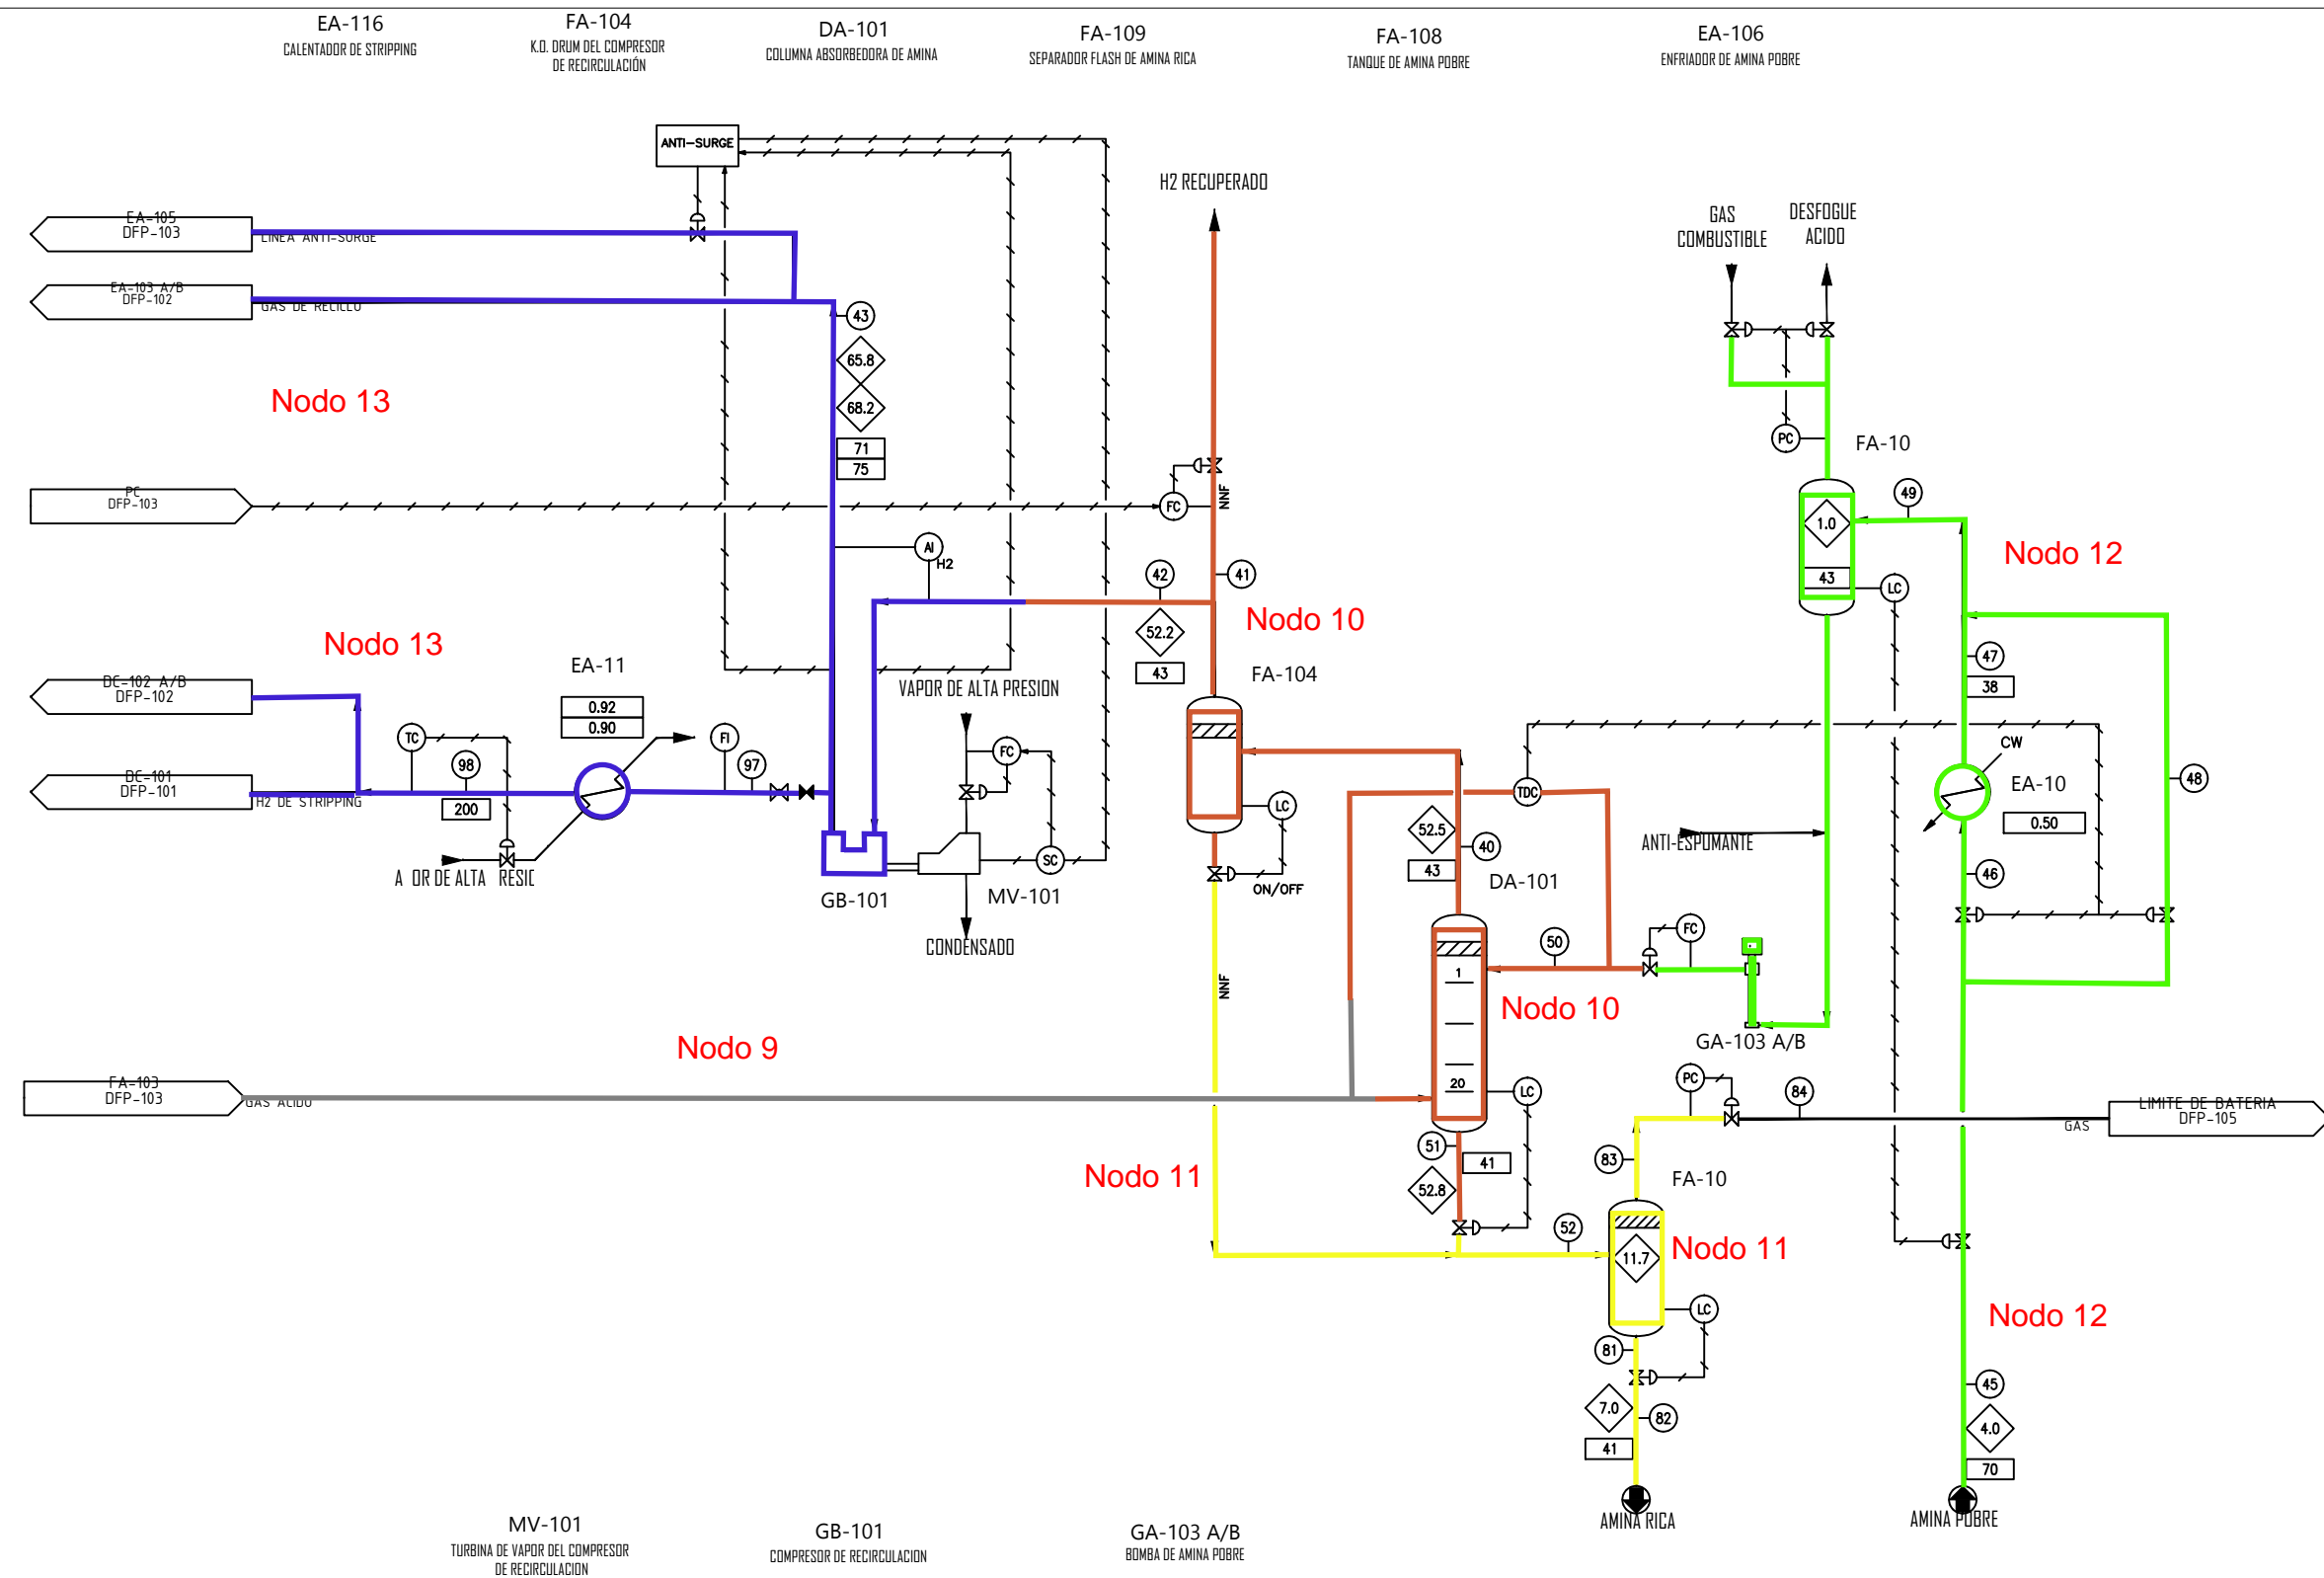 EA-116
CALENTADOR DE STRIPPING
FA-104
K.O. DRUM DEL COMPRESOR
DE RECIRCULACIÓN
DA-101
COLUMNA ABSORBEDORA DE AMINA
FA-109
SEPARADOR FLASH DE AMINA RICA
FA-108
TANQUE DE AMINA POBRE
EA-106
ENFRIADOR DE AMINA POBRE
ANTI-SURGE
H2 RECUPERADO
GAS
COMBUSTIBLE
DESFOGUE
ACIDO
EA-105
DFP-103
LINEA ANTI-SURGE
EA-103 A/B
DFP-102
GAS DE RECICLO
43
65.8
68.2
71
75
Nodo 13
PC
FA-10
PC
DFP-103
FC
NNF
49
1.0
43
LC
Nodo 12
AI
H2
42
41
52.2
43
Nodo 10
FA-104
Nodo 13
DC-102 A/B
DFP-102
EA-11
0.92
0.90
VAPOR DE ALTA PRESION
47
38
TC
98
200
FI
97
FC
CW
EA-10
0.50
48
DC-101
DFP-101
H2 DE STRIPPING
TDC
LC
52.5
43
40
DA-101
ANTI-ESPUMANTE
46
A OR DE ALTA RESIC
SC
ON/OFF
GB-101
MV-101
CONDENSADO
50
FC
1
20
NNF
Nodo 10
GA-103 A/B
Nodo 9
FA-103
DFP-103
GAS ACIDO
LC
PC
84
LIMITE DE BATERIA
DFP-105
GAS
51
41
52.8
83
FA-10
Nodo 11
52
11.7
Nodo 11
LC
Nodo 12
81
7.0
82
41
45
4.0
70
AMINA RICA
AMINA POBRE
MV-101
TURBINA DE VAPOR DEL COMPRESOR
DE RECIRCULACION
GB-101
COMPRESOR DE RECIRCULACION
GA-103 A/B
BOMBA DE AMINA POBRE